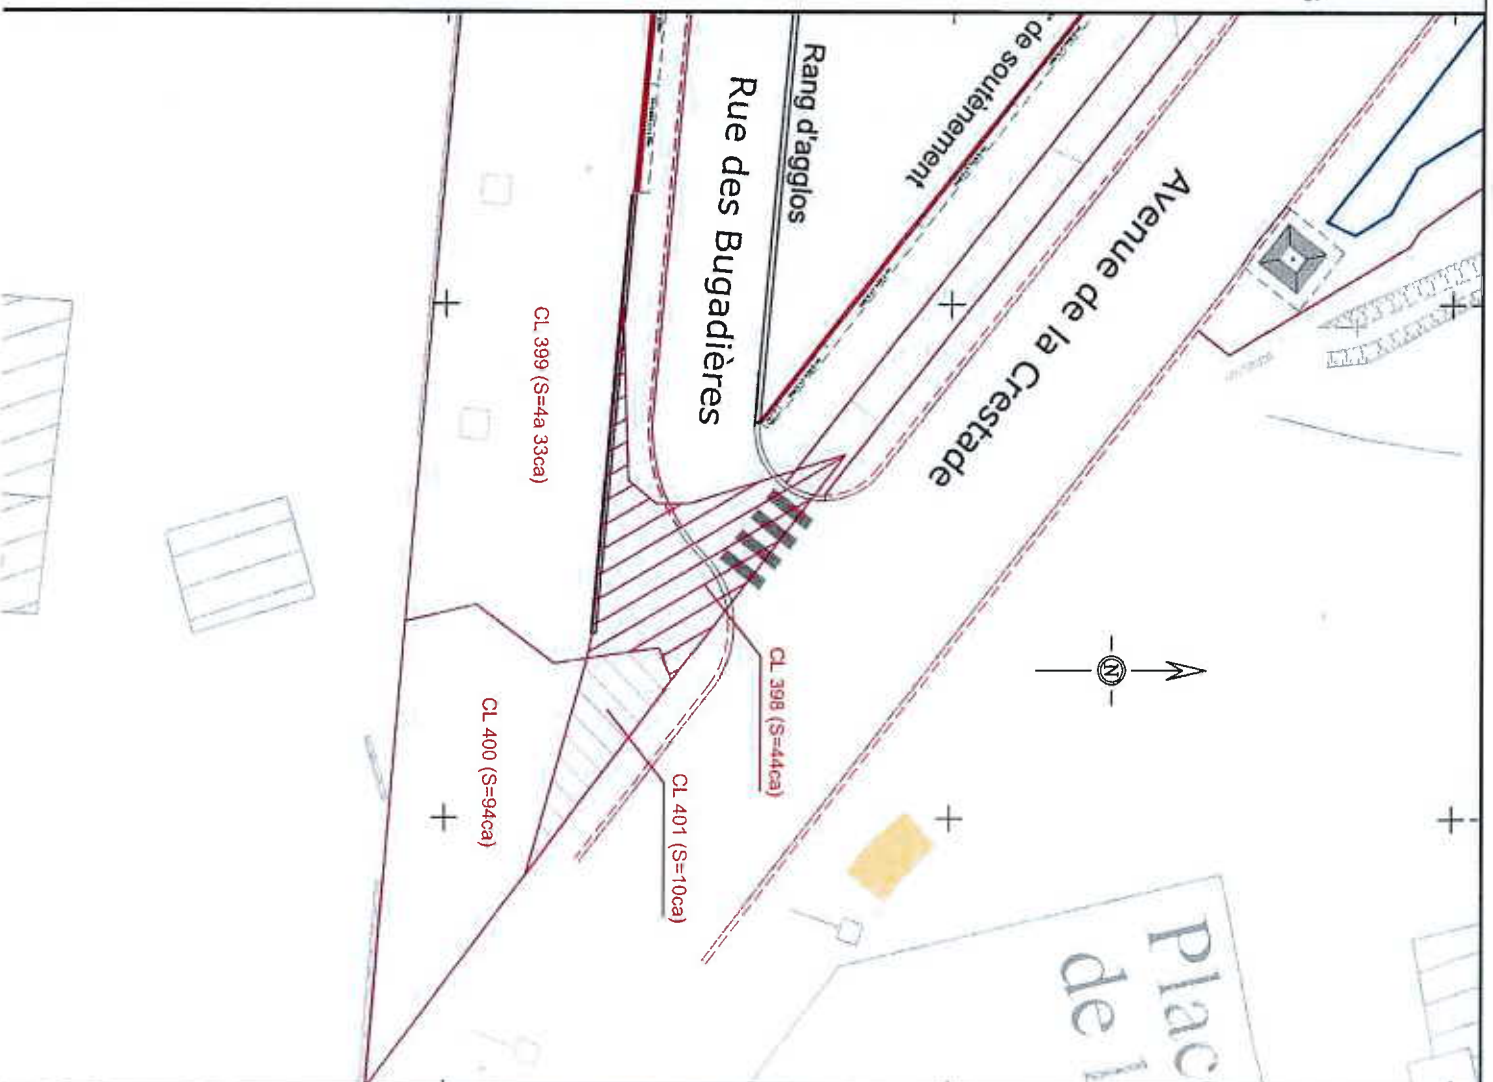 Rue des Bugadières
Rang d'agglos
de soutènement
Avenue de la Crestade
CL 399 (S=4a 33ca)
CL 398 (S=44ca)
CL 400 (S=94ca)
CL 401 (S=10ca)
N
Plac
de l